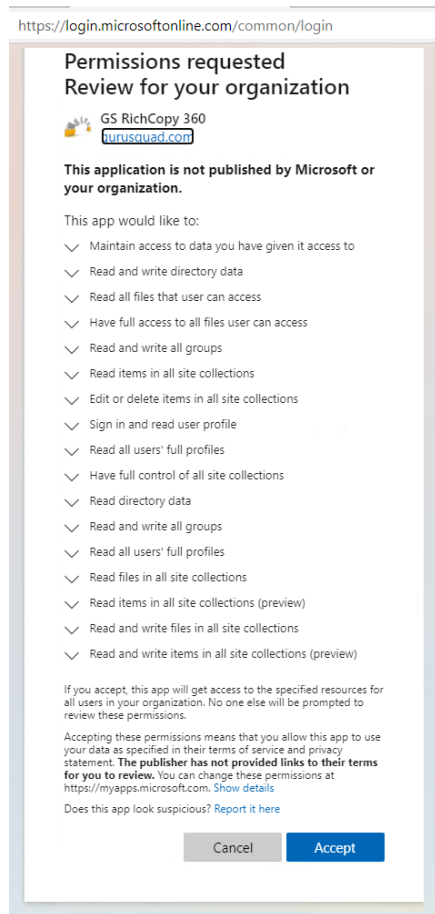 https://login.microsoftonline.com/common/login
Permissions requested
Review for your organization
GS RichCopy 360
gurusquad.com
This application is not published by Microsoft or
your organization.
This app would like to:
Maintain access to data you have given it access to
Read and write directory data
Read all files that user can access
Have full access to all files user can access
Read and write all groups
Read items in all site collections
Edit or delete items in all site collections
Sign in and read user profile
Read all users' full profiles
Have full control of all site collections
Read directory data
Read and write all groups
Read all users' full profiles
Read files in all site collections
Read items in all site collections (preview)
Read and write files in all site collections
Read and write items in all site collections (preview)
If you accept, this app will get access to the specified resources for
all users in your organization. No one else will be prompted to
review these permissions.
Accepting these permissions means that you allow this app to use
your data as specified in their terms of service and privacy
statement. The publisher has not provided links to their terms
for you to review. You can change these permissions at
https://myapps.microsoft.com. Show details
Does this app look suspicious? Report it here
Cancel
Accept